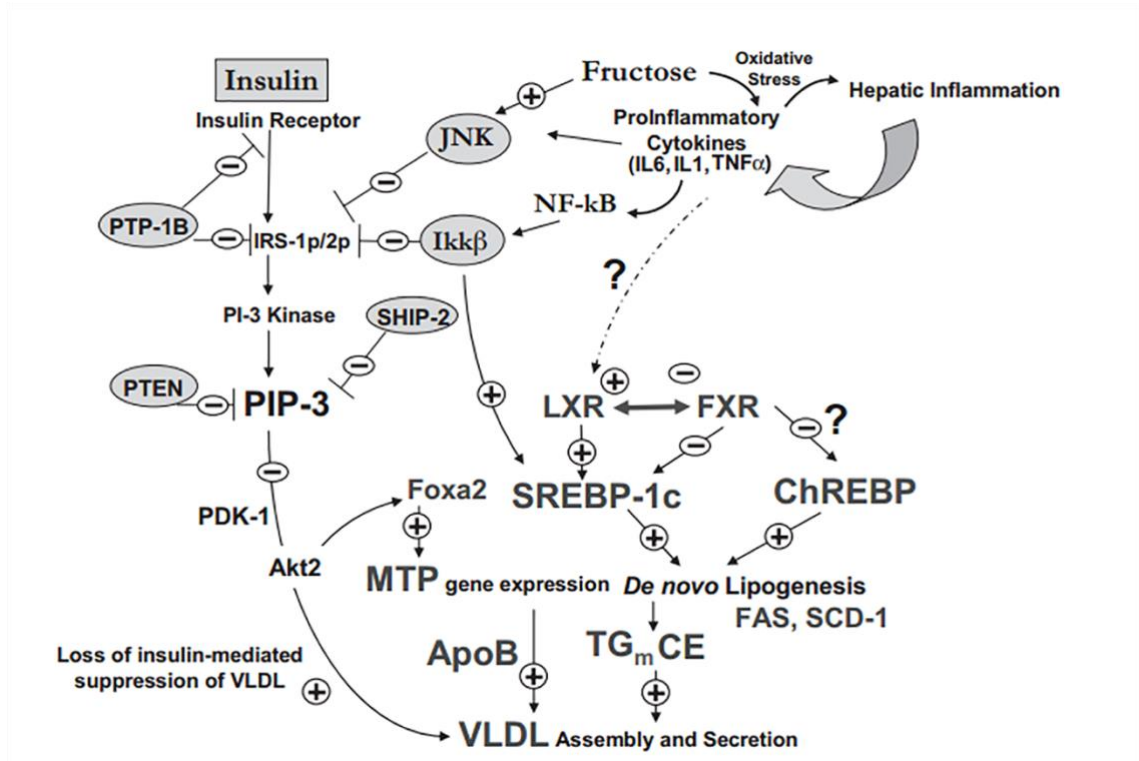 Insulin
Insulin Receptor
Fructose
Oxidative
Stress
Hepatic Inflammation
ProInflammatory
Cytokines
(IL6, IL1, TNFα)
+
JNK
−
−
NF-kB
PTP-1B
−
IRS-1p/2p
−
Ikkβ
?
PI-3 Kinase
SHIP-2
−
PTEN
−
PIP-3
+
LXR
+
−
FXR
−
?
+
−
−
PDK-1
Foxa2
SREBP-1c
ChREBP
+
+
+
Akt2
MTP gene expression
De novo Lipogenesis
FAS, SCD-1
ApoB
TGmCE
Loss of insulin-mediated
suppression of VLDL
+
+
+
VLDL Assembly and Secretion